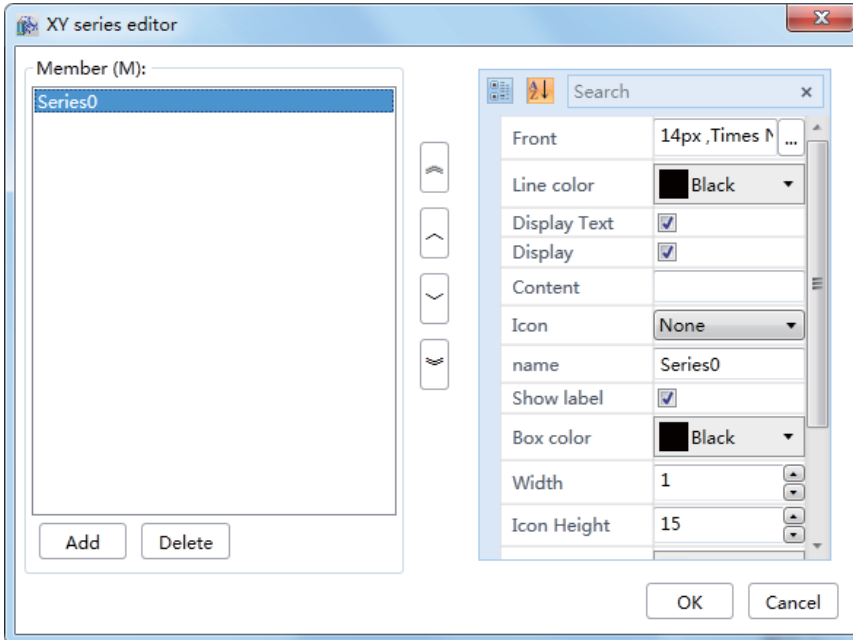 XY series editor
Member (M):
Series0
Add
Delete
Search
Front
14px ,Times N
...
Line color
Black
Display Text
Display
Content
Icon
None
name
Series0
Show label
Box color
Black
Width
1
Icon Height
15
OK
Cancel